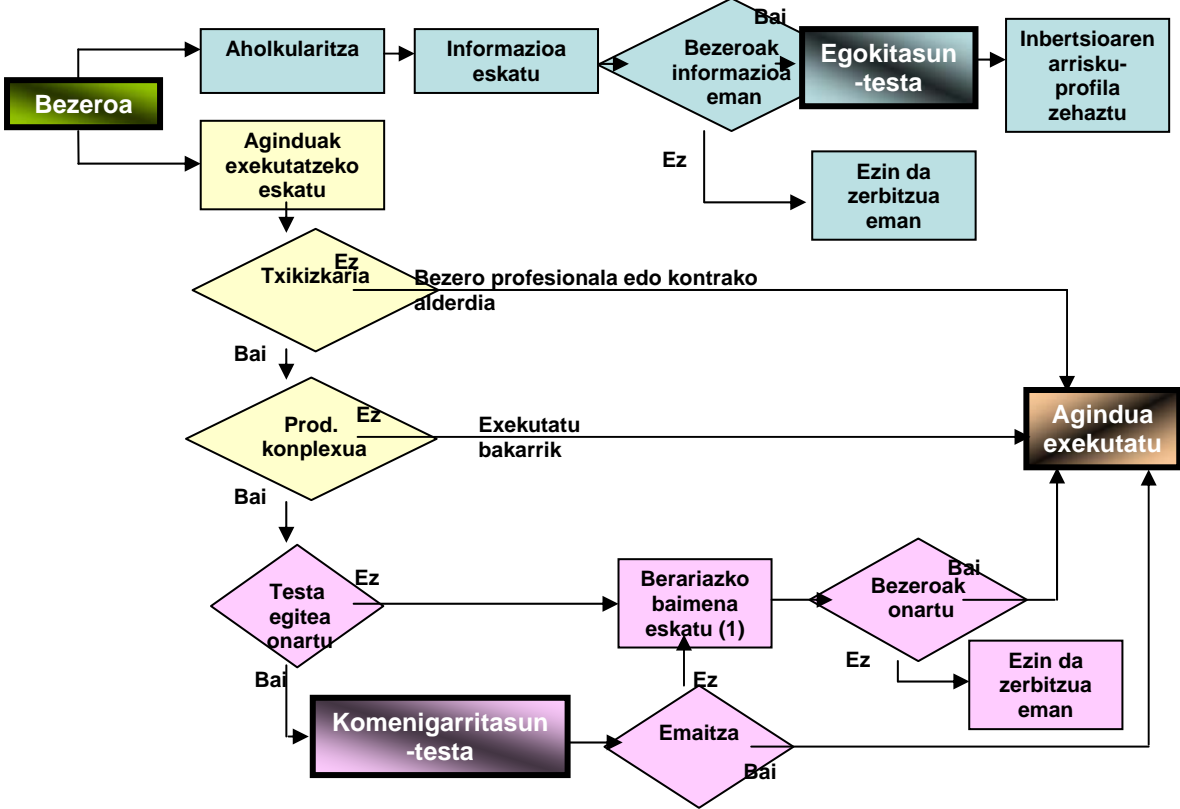 Bezeroa
Aholkularitza
Informazioa
eskatu
Bezeroak
informazioa
eman
Bai
Egokitasun
-testa
Inbertsioaren
arrisku-
profila
zehaztu
Ez
Ezin da
zerbitzua
eman
Aginduak
exekutatzeko
eskatu
Txikizkaria
Ez
Bezero profesionala edo kontrako
alderdia
Bai
Prod.
konplexua
Ez
Exekutatu
bakarrik
Agindua
exekutatu
Bai
Testa
egitea
onartu
Ez
Berariazko
baimena
eskatu (1)
Bezeroak
onartu
Bai
Ez
Ezin da
zerbitzua
eman
Bai
Komenigarritasun
-testa
Emaitza
Ez
Bai